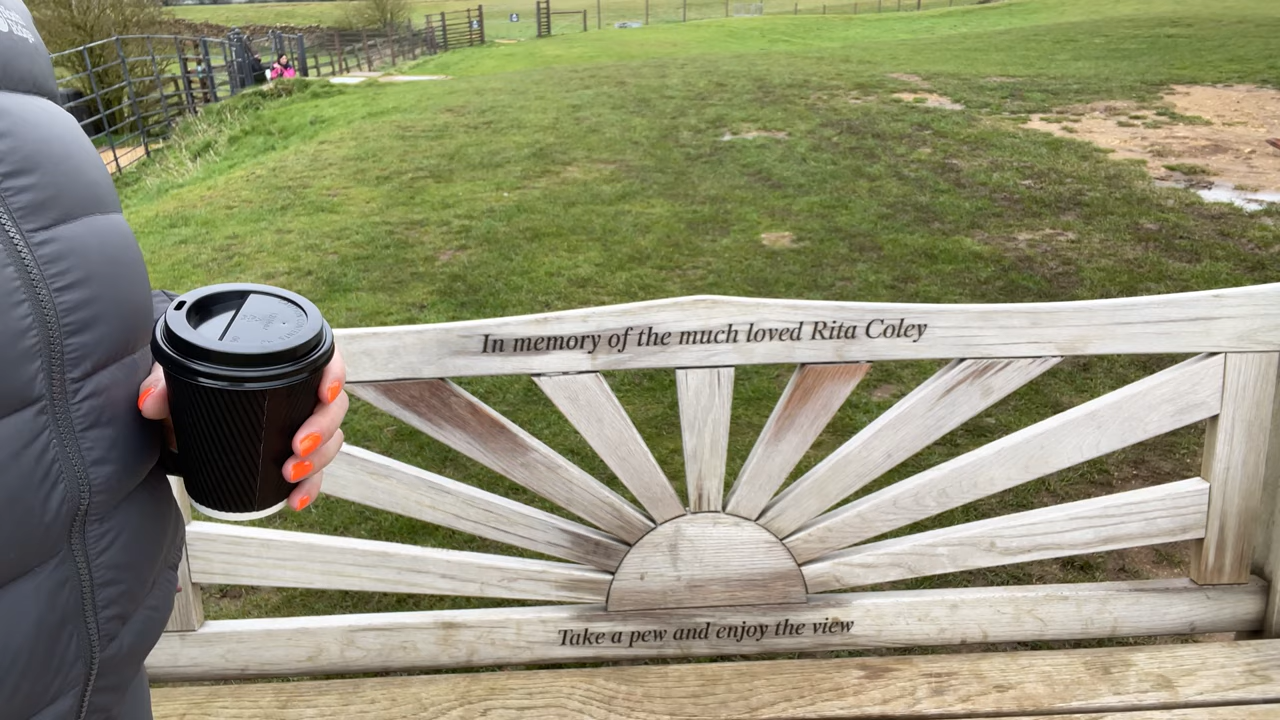 In memory of the much loved Rita Coley
Take a pew and enjoy the view